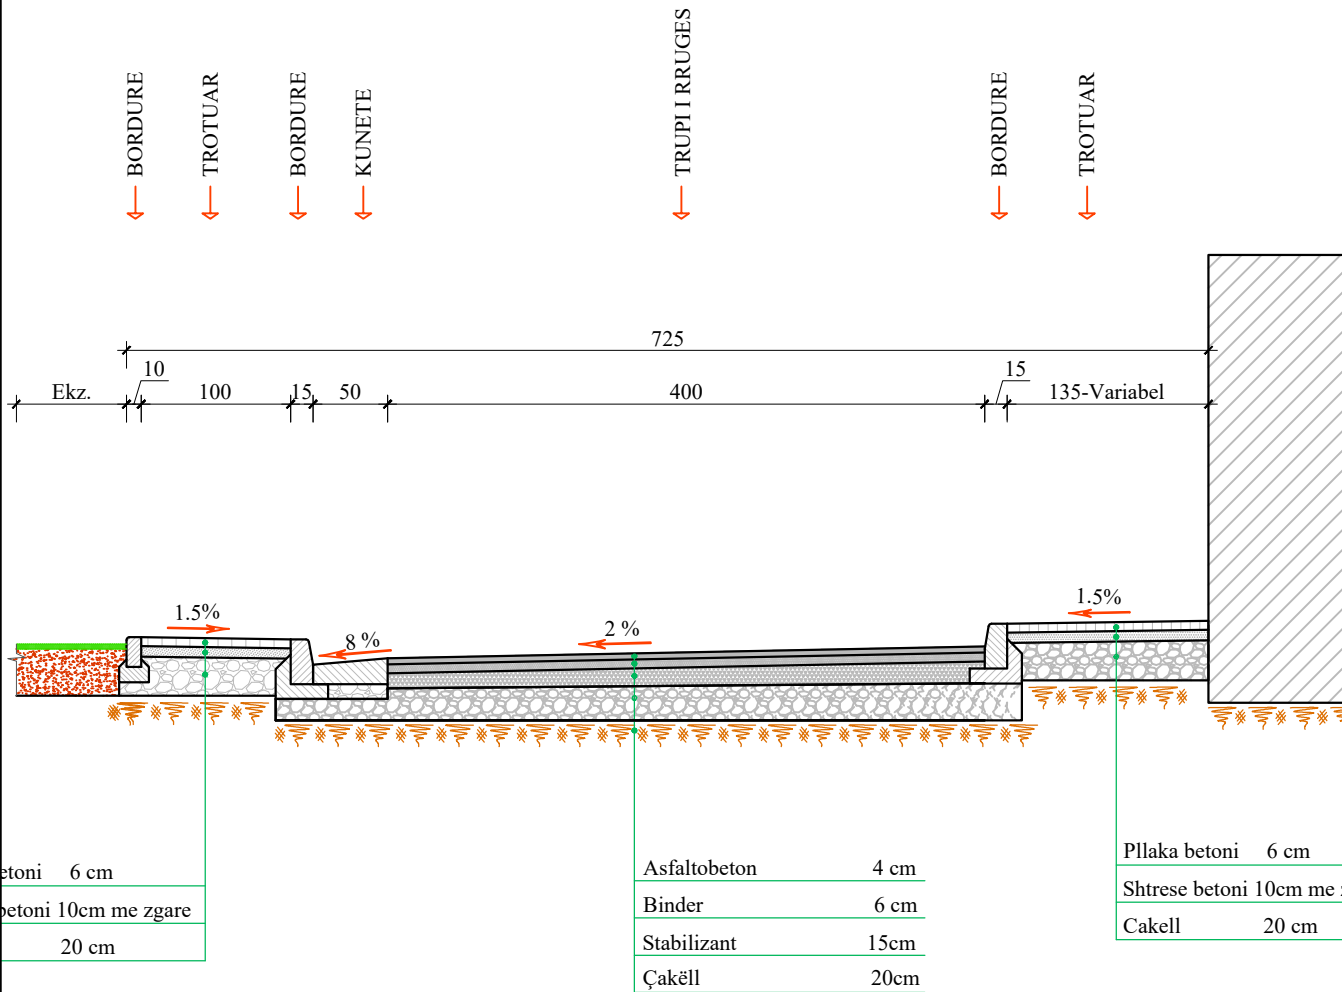 BORDURE
TROTUAR
BORDURE
KUNETE
TRUPI I RRUGES
BORDURE
TROTUAR
725
10
15
Ekz.
100
15
50
400
135-Variabel
1.5%
8 %
2 %
1.5%
etoni 6 cm
betoni 10cm me zgare
20 cm
Asfaltobeton 4 cm
Binder 6 cm
Stabilizant 15cm
Çakëll 20cm
Pllaka betoni 6 cm
Shtrese betoni 10cm me
Cakell 20 cm